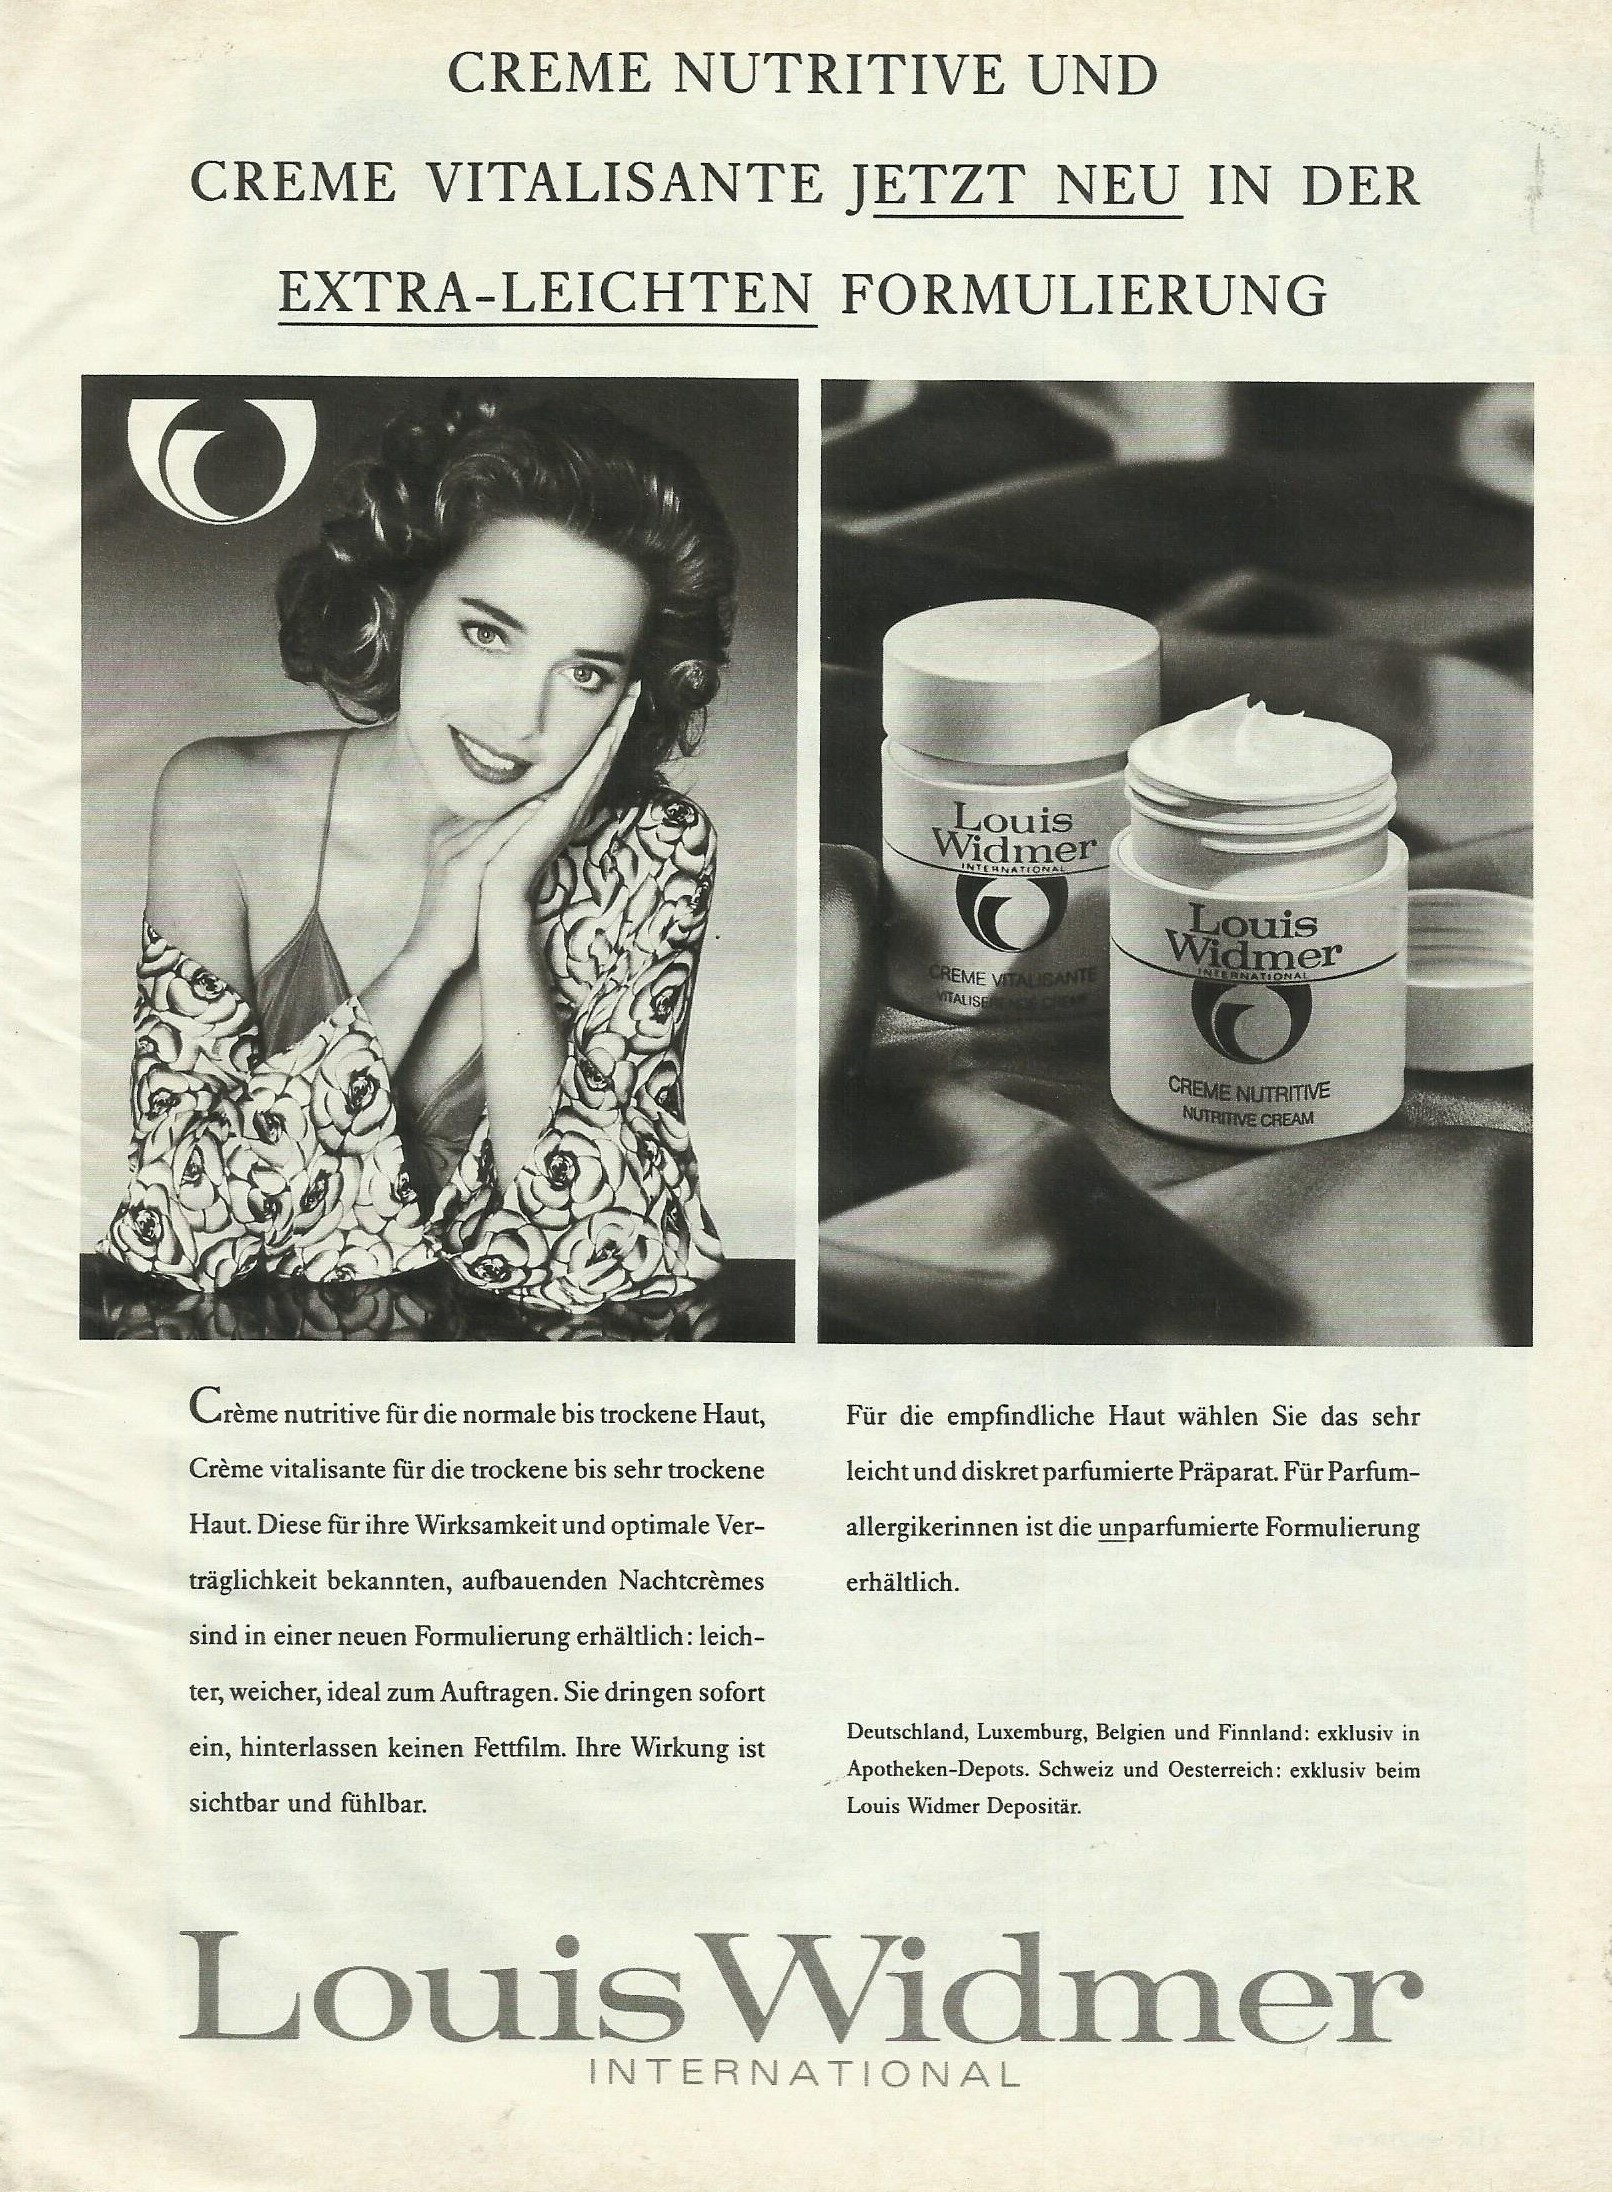 CREME NUTRITIVE UND
CREME VITALISANTE JETZT NEU IN DER
EXTRA-LEICHTEN FORMULIERUNG
Louis
Widmer
INTERNATIONAL
CREME VITALISANTE
Louis
Widmer
INTERNATIONAL
CREME NUTRITIVE
NUTRITIVE CREAM
Crème nutritive für die normale bis trockene Haut,
Crème vitalisante für die trockene bis sehr trockene
Haut. Diese für ihre Wirksamkeit und optimale Ver-
träglichkeit bekannten, aufbauenden Nachtcrèmes
sind in einer neuen Formulierung erhältlich: leich-
ter, weicher, ideal zum Auftragen. Sie dringen sofort
ein, hinterlassen keinen Fettfilm. Ihre Wirkung ist
sichtbar und fühlbar.
Für die empfindliche Haut wählen Sie das sehr
leicht und diskret parfumierte Präparat. Für Parfum-
allergikerinnen ist die unparfumierte Formulierung
erhältlich.
Deutschland, Luxemburg, Belgien und Finnland: exklusiv in
Apotheken-Depots. Schweiz und Oesterreich: exklusiv beim
Louis Widmer Depositär.
Louis Widmer
INTERNATIONAL